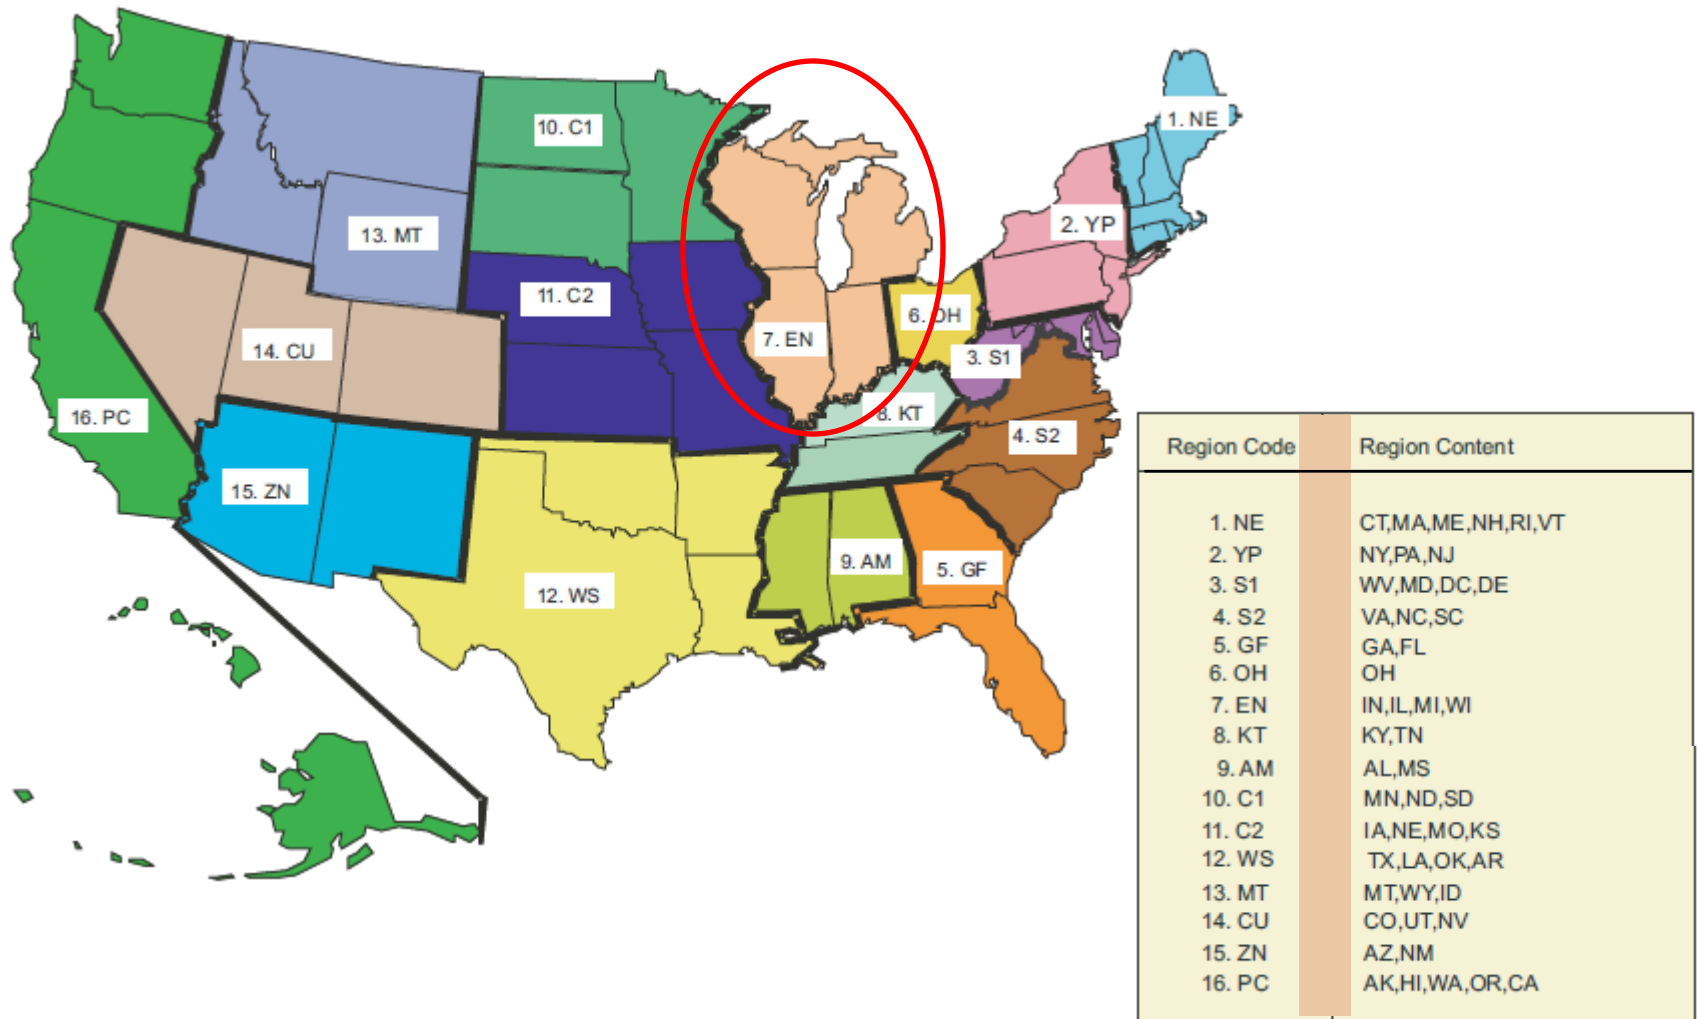 1. NE
10. C1
2. YP
13. MT
11. C2
6. OH
7. EN
14. CU
3. S1
16. PC
8. KT
4. S2
15. ZN
9. AM
5. GF
12. WS
Region Code Region Content
1. NE CT,MA,ME,NH,RI,VT
2. YP NY,PA,NJ
3. S1 WV,MD,DC,DE
4. S2 VA,NC,SC
5. GF GA,FL
6. OH OH
7. EN IN,IL,MI,WI
8. KT KY,TN
9. AM AL,MS
10. C1 MN,ND,SD
11. C2 IA,NE,MO,KS
12. WS TX,LA,OK,AR
13. MT MT,WY,ID
14. CU CO,UT,NV
15. ZN AZ,NM
16. PC AK,HI,WA,OR,CA